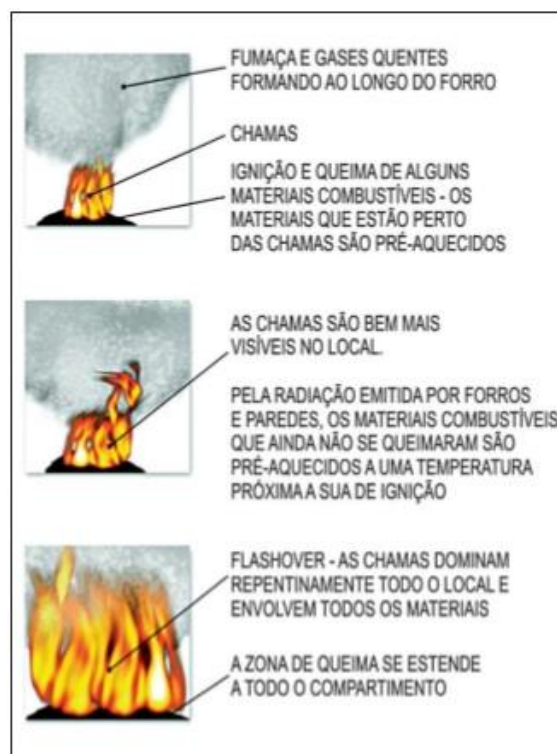 FUMAÇA E GASES QUENTES
FORMANDO AO LONGO DO FORRO
CHAMAS
IGNIÇÃO E QUEIMA DE ALGUNS
MATERIAIS COMBUSTÍVEIS - OS
MATERIAIS QUE ESTÃO PERTO
DAS CHAMAS SÃO PRÉ-AQUECIDOS
AS CHAMAS SÃO BEM MAIS
VISÍVEIS NO LOCAL.
PELA RADIAÇÃO EMITIDA POR FORROS
E PAREDES, OS MATERIAIS COMBUSTÍVEIS
QUE AINDA NÃO SE QUEIMARAM SÃO
PRÉ-AQUECIDOS A UMA TEMPERATURA
PRÓXIMA A SUA DE IGNIÇÃO
FLASHOVER - AS CHAMAS DOMINAM
REPENTINAMENTE TODO O LOCAL E
ENVOLVEM TODOS OS MATERIAIS
A ZONA DE QUEIMA SE ESTENDE
A TODO O COMPARTIMENTO